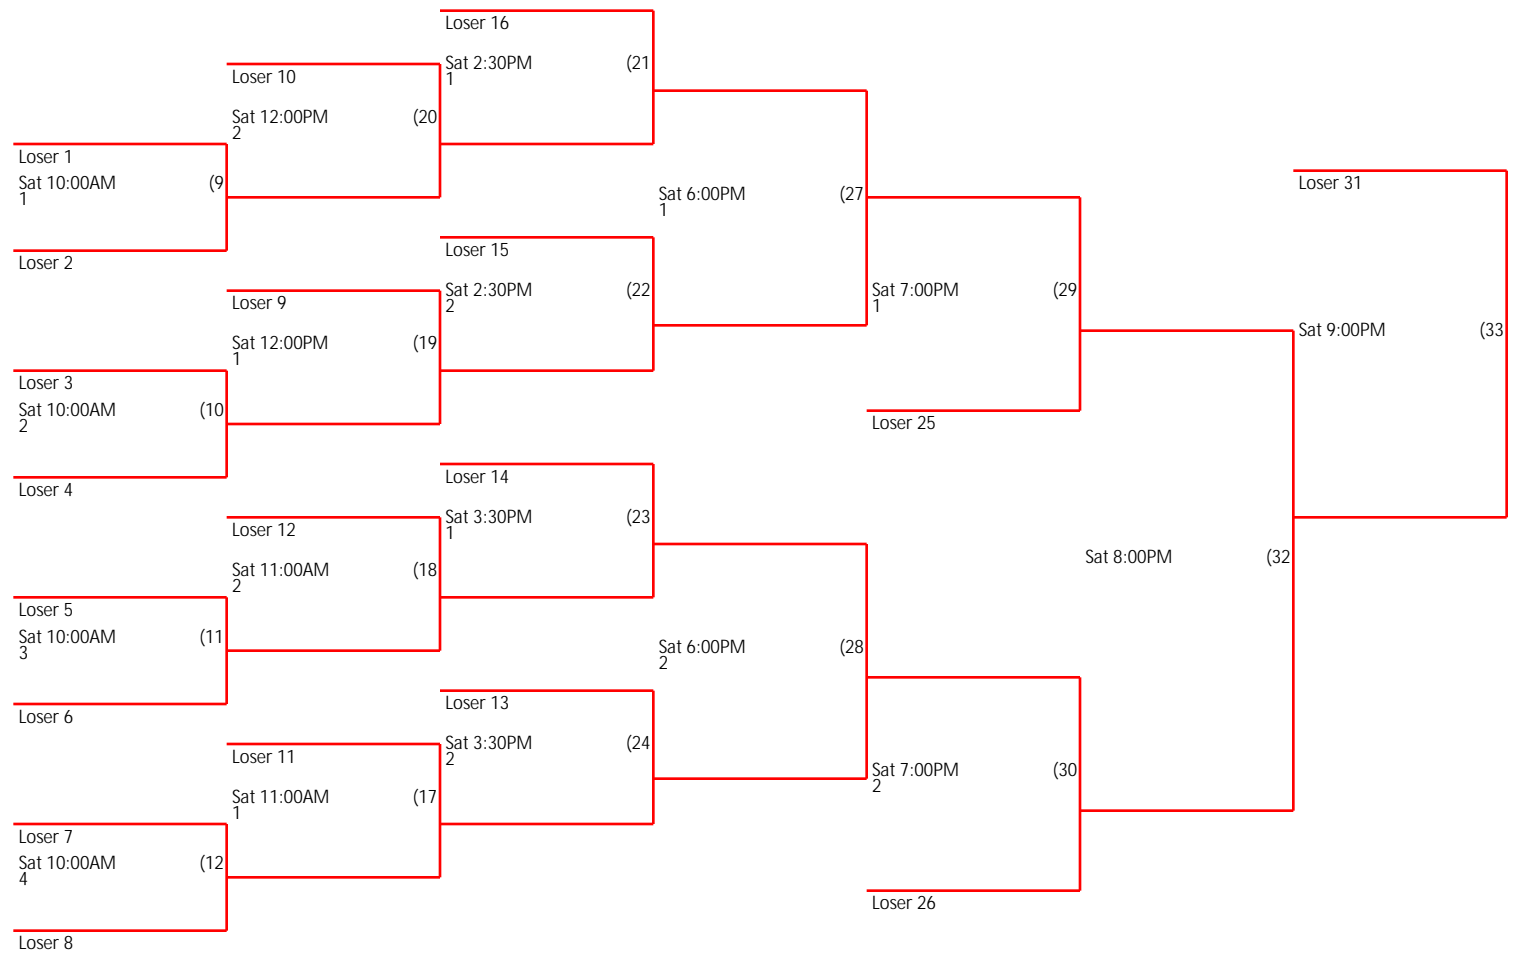 Loser 16
Sat 2:30PM (21
1
Loser 10
Sat 12:00PM (20
2
Loser 1
Sat 10:00AM (9
1
Loser 2
Loser 31
Sat 6:00PM (27
1
Loser 15
Sat 2:30PM (22
2
Loser 9
Sat 12:00PM (19
1
Sat 7:00PM (29
1
Sat 9:00PM (33
Loser 3
Sat 10:00AM (10
2
Loser 4
Loser 25
Loser 14
Sat 3:30PM (23
1
Loser 12
Sat 11:00AM (18
2
Sat 8:00PM (32
Loser 5
Sat 10:00AM (11
3
Loser 6
Sat 6:00PM (28
2
Loser 13
Sat 3:30PM (24
2
Loser 11
Sat 11:00AM (17
1
Sat 7:00PM (30
2
Loser 7
Sat 10:00AM (12
4
Loser 8
Loser 26